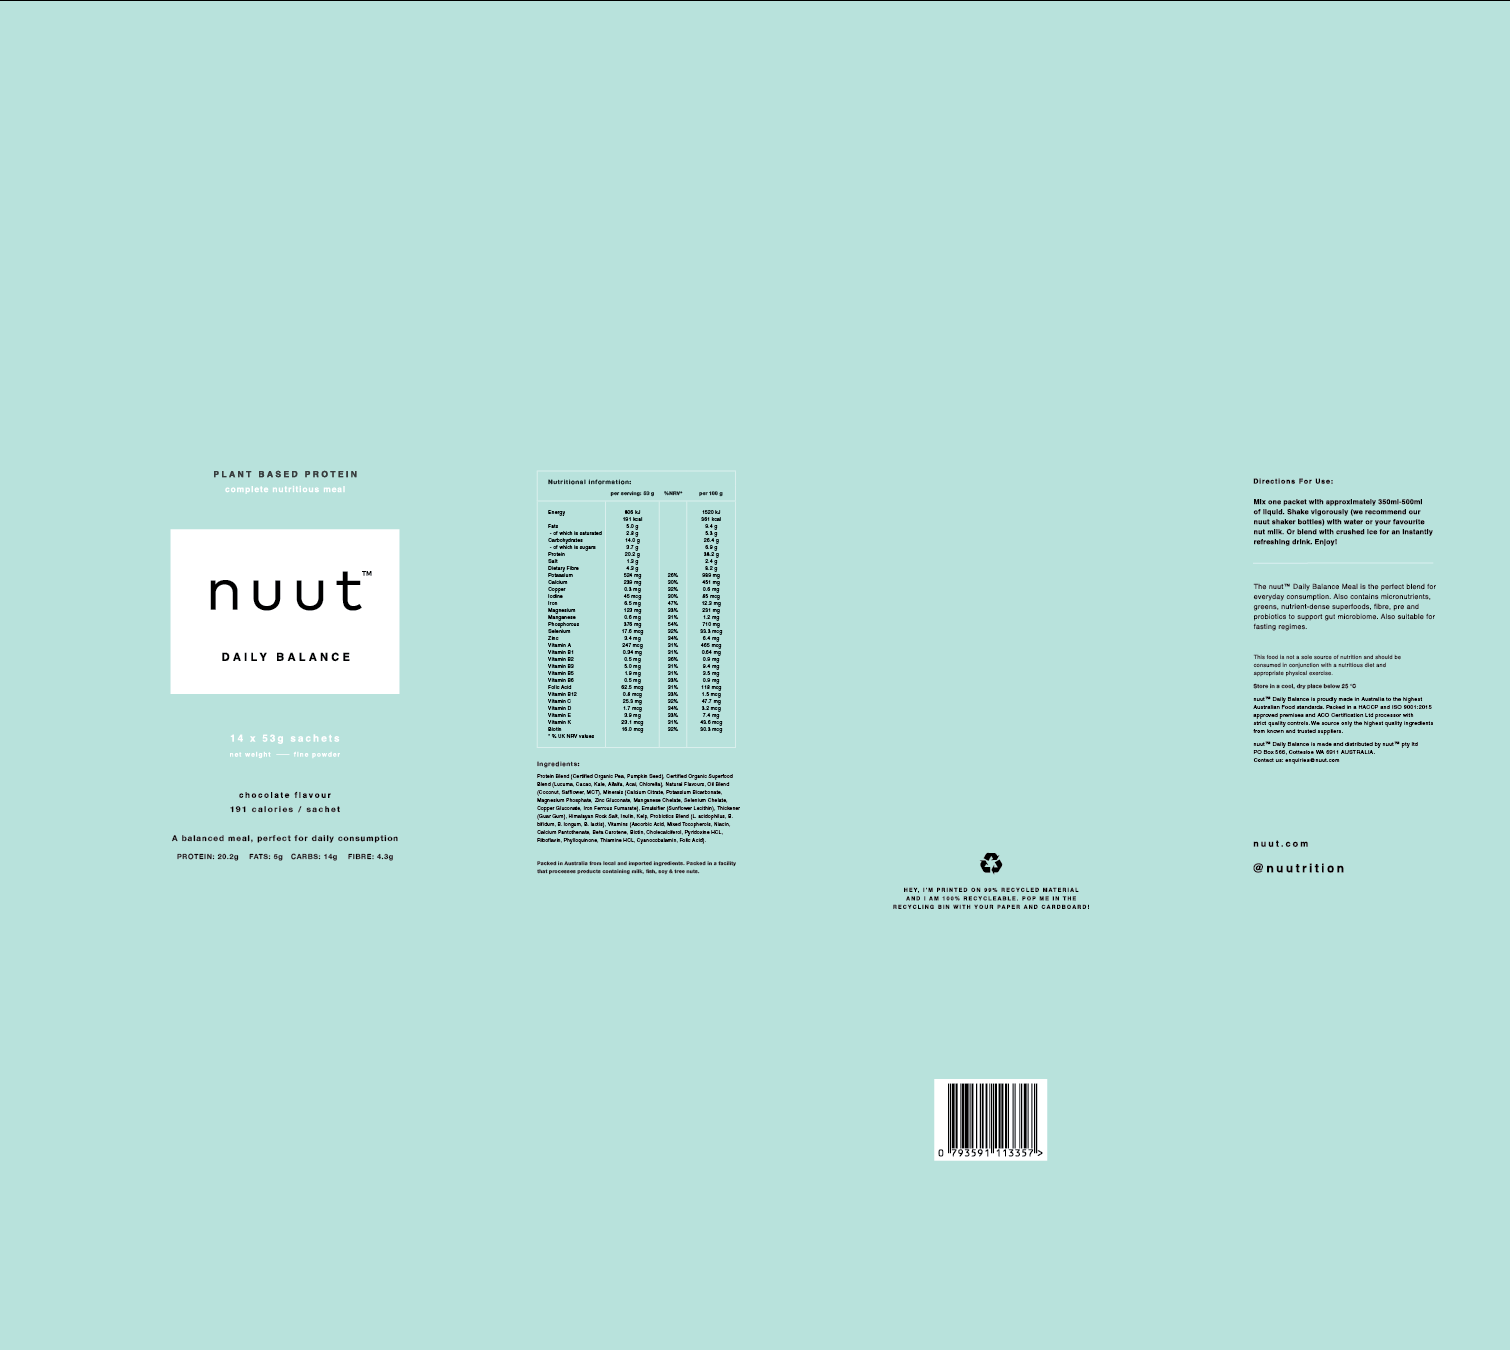 PLANT BASED PROTEIN
complete nutritious meal
nuut™
DAILY BALANCE
14 x 53g sachets
net weight — fine powder
chocolate flavour
191 calories / sachet
A balanced meal, perfect for daily consumption
PROTEIN: 20.2g FATS: 5g CARBS: 14g FIBRE: 4.3g
Nutritional information:
per serving: 53 g %NRV* per 100 g
Energy 806 kJ 1520 kJ
191 kcal 361 kcal
Fats 5.0 g 9.4 g
- of which is saturated 2.8 g 5.3 g
Carbohydrates 14.0 g 26.4 g
- of which is sugars 3.7 g 6.9 g
Protein 20.2 g 38.2 g
Salt 1.3 g 2.4 g
Dietary Fibre 4.3 g 8.2 g
Potassium 524 mg 26% 989 mg
Calcium 239 mg 30% 451 mg
Copper 0.3 mg 32% 0.6 mg
Iodine 45 mcg 30% 85 mcg
Iron 6.5 mg 47% 12.3 mg
Magnesium 123 mg 33% 231 mg
Manganese 0.6 mg 31% 1.2 mg
Phosphorous 376 mg 54% 710 mg
Selenium 17.6 mcg 32% 33.3 mcg
Zinc 3.4 mg 34% 6.4 mg
Vitamin A 247 mcg 31% 465 mcg
Vitamin B1 0.34 mg 31% 0.64 mg
Vitamin B2 0.5 mg 36% 0.9 mg
Vitamin B3 5.0 mg 31% 9.4 mg
Vitamin B5 1.9 mg 31% 3.5 mg
Vitamin B6 0.5 mg 33% 0.9 mg
Folic Acid 62.5 mcg 31% 118 mcg
Vitamin B12 0.8 mcg 33% 1.5 mcg
Vitamin C 25.3 mg 32% 47.7 mg
Vitamin D 1.7 mcg 34% 3.2 mcg
Vitamin E 3.9 mg 33% 7.4 mg
Vitamin K 23.1 mcg 31% 43.6 mcg
Biotin 16.0 mcg 32% 30.3 mcg
* % UK NRV values
Ingredients:
Protein Blend (Certified Organic Pea, Pumpkin Seed), Certified Organic Superfood
Blend (Lucuma, Cacao, Kale, Alfalfa, Acai, Chlorella), Natural Flavours, Oil Blend
(Coconut, Safflower, MCT), Minerals (Calcium Citrate, Potassium Bicarbonate,
Magnesium Phosphate, Zinc Gluconate, Manganese Chelate, Selenium Chelate,
Copper Gluconate, Iron Ferrous Fumarate), Emulsifier (Sunflower Lecithin), Thickener
(Guar Gum), Himalayan Rock Salt, Inulin, Kelp, Probiotics Blend (L. acidophilus, B.
bifidum, B. longum, B. lactis), Vitamins (Ascorbic Acid, Mixed Tocopherols, Niacin,
Calcium Pantothenate, Beta Carotene, Biotin, Cholecalciferol, Pyridoxine HCL,
Riboflavin, Phylloquinone, Thiamine HCL, Cyanocobalamin, Folic Acid).
Packed in Australia from local and imported ingredients. Packed in a facility
that processes products containing milk, fish, soy & tree nuts.
HEY, I'M PRINTED ON 99% RECYCLED MATERIAL
AND I AM 100% RECYCLEABLE. POP ME IN THE
RECYCLING BIN WITH YOUR PAPER AND CARDBOARD!
0 793591 113357 >
Directions For Use:
Mix one packet with approximately 350ml-500ml
of liquid. Shake vigorously (we recommend our
nuut shaker bottles) with water or your favourite
nut milk. Or blend with crushed ice for an instantly
refreshing drink. Enjoy!
The nuut™ Daily Balance Meal is the perfect blend for
everyday consumption. Also contains micronutrients,
greens, nutrient-dense superfoods, fibre, pre and
probiotics to support gut microbiome. Also suitable for
fasting regimes.
This food is not a sole source of nutrition and should be
consumed in conjunction with a nutritious diet and
appropriate physical exercise.
Store in a cool, dry place below 25 °C
nuut™ Daily Balance is proudly made in Australia to the highest
Australian Food standards. Packed in a HACCP and ISO 9001:2015
approved premises and ACO Certification Ltd processor with
strict quality controls. We source only the highest quality ingredients
from known and trusted suppliers.
nuut™ Daily Balance is made and distributed by nuut™ pty ltd
PO Box 566, Cottesloe WA 6911 AUSTRALIA.
Contact us: enquiries@nuut.com
nuut.com
@nuutrition